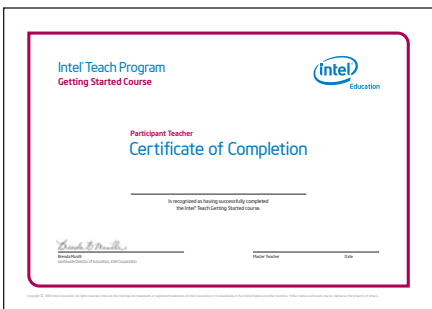 Intel® Teach Program
Getting Started Course
intel
Education
Participant Teacher
Certificate of Completion
Is recognized as having successfully completed
the Intel® Teach Getting Started course.
Brenda Musilli
Worldwide Director of Education, Intel Corporation
Master Teacher
Date